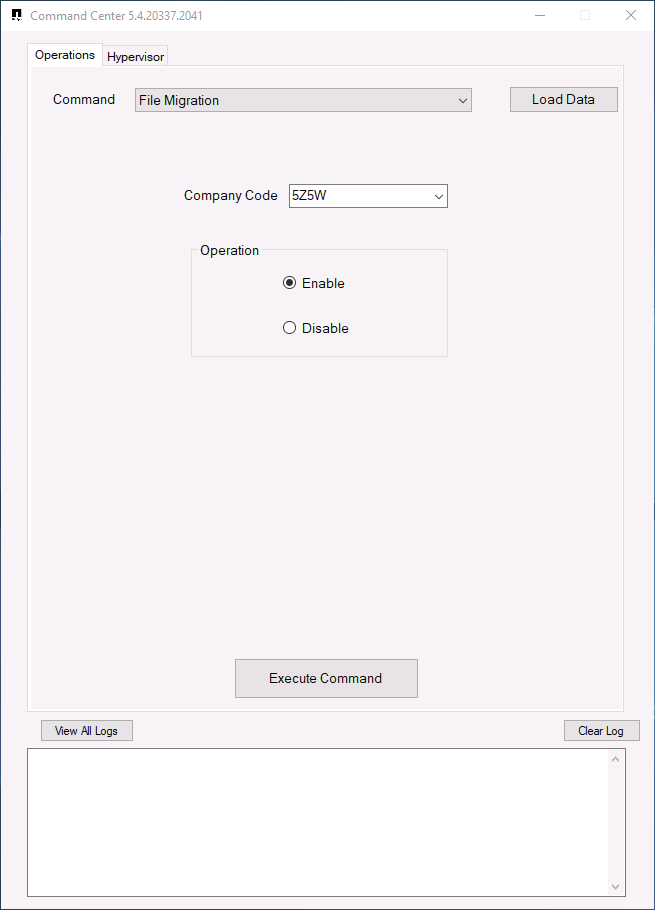 Command Center 5.4.20337.2041
Operations Hypervisor
Command File Migration Load Data
Company Code 5Z5W
Operation
Enable
Disable
Execute Command
View All Logs Clear Log